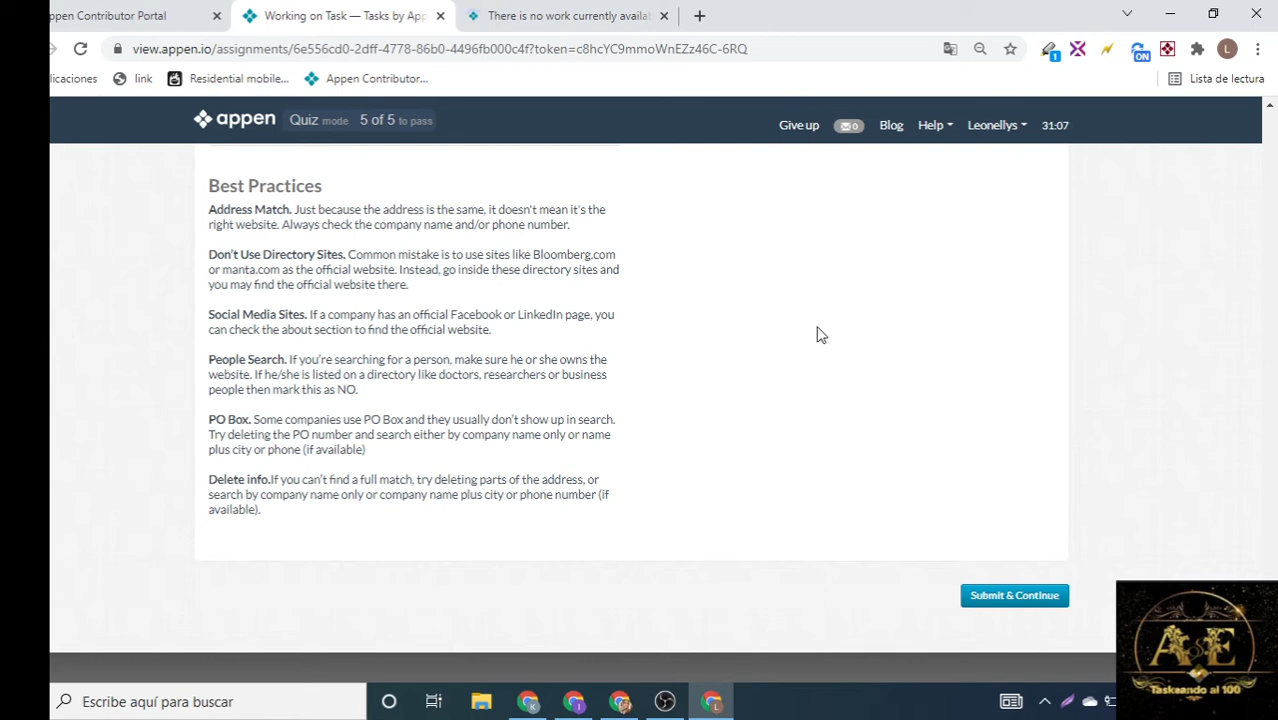 ppen Contributor Portal
Working on Task — Tasks by App
There is no work currently availa
view.appen.io/assignments/6e556cd0-2dff-4778-86b0-4496fb000c4f?token=c8hcYC9mmoWnEZz46C-6RQ
1
ON
L
licaciones
link
Residential mobile...
Appen Contributor...
Lista de lectura
appen
Quiz mode 5 of 5 to pass
Give up
0
Blog
Help
Leonellys
31:07
Best Practices
Address Match. Just because the address is the same, it doesn't mean it's the
right website. Always check the company name and/or phone number.
Don't Use Directory Sites. Common mistake is to use sites like Bloomberg.com
or manta.com as the official website. Instead, go inside these directory sites and
you may find the official website there.
Social Media Sites. If a company has an official Facebook or LinkedIn page, you
can check the about section to find the official website.
People Search. If you're searching for a person, make sure he or she owns the
website. If he/she is listed on a directory like doctors, researchers or business
people then mark this as NO.
PO Box. Some companies use PO Box and they usually don't show up in search.
Try deleting the PO number and search either by company name only or name
plus city or phone (if available)
Delete info.If you can't find a full match, try deleting parts of the address, or
search by company name only or company name plus city or phone number (if
available).
Submit & Continue
A&E
Taskeando al 100
Escribe aquí para buscar
K
I
L